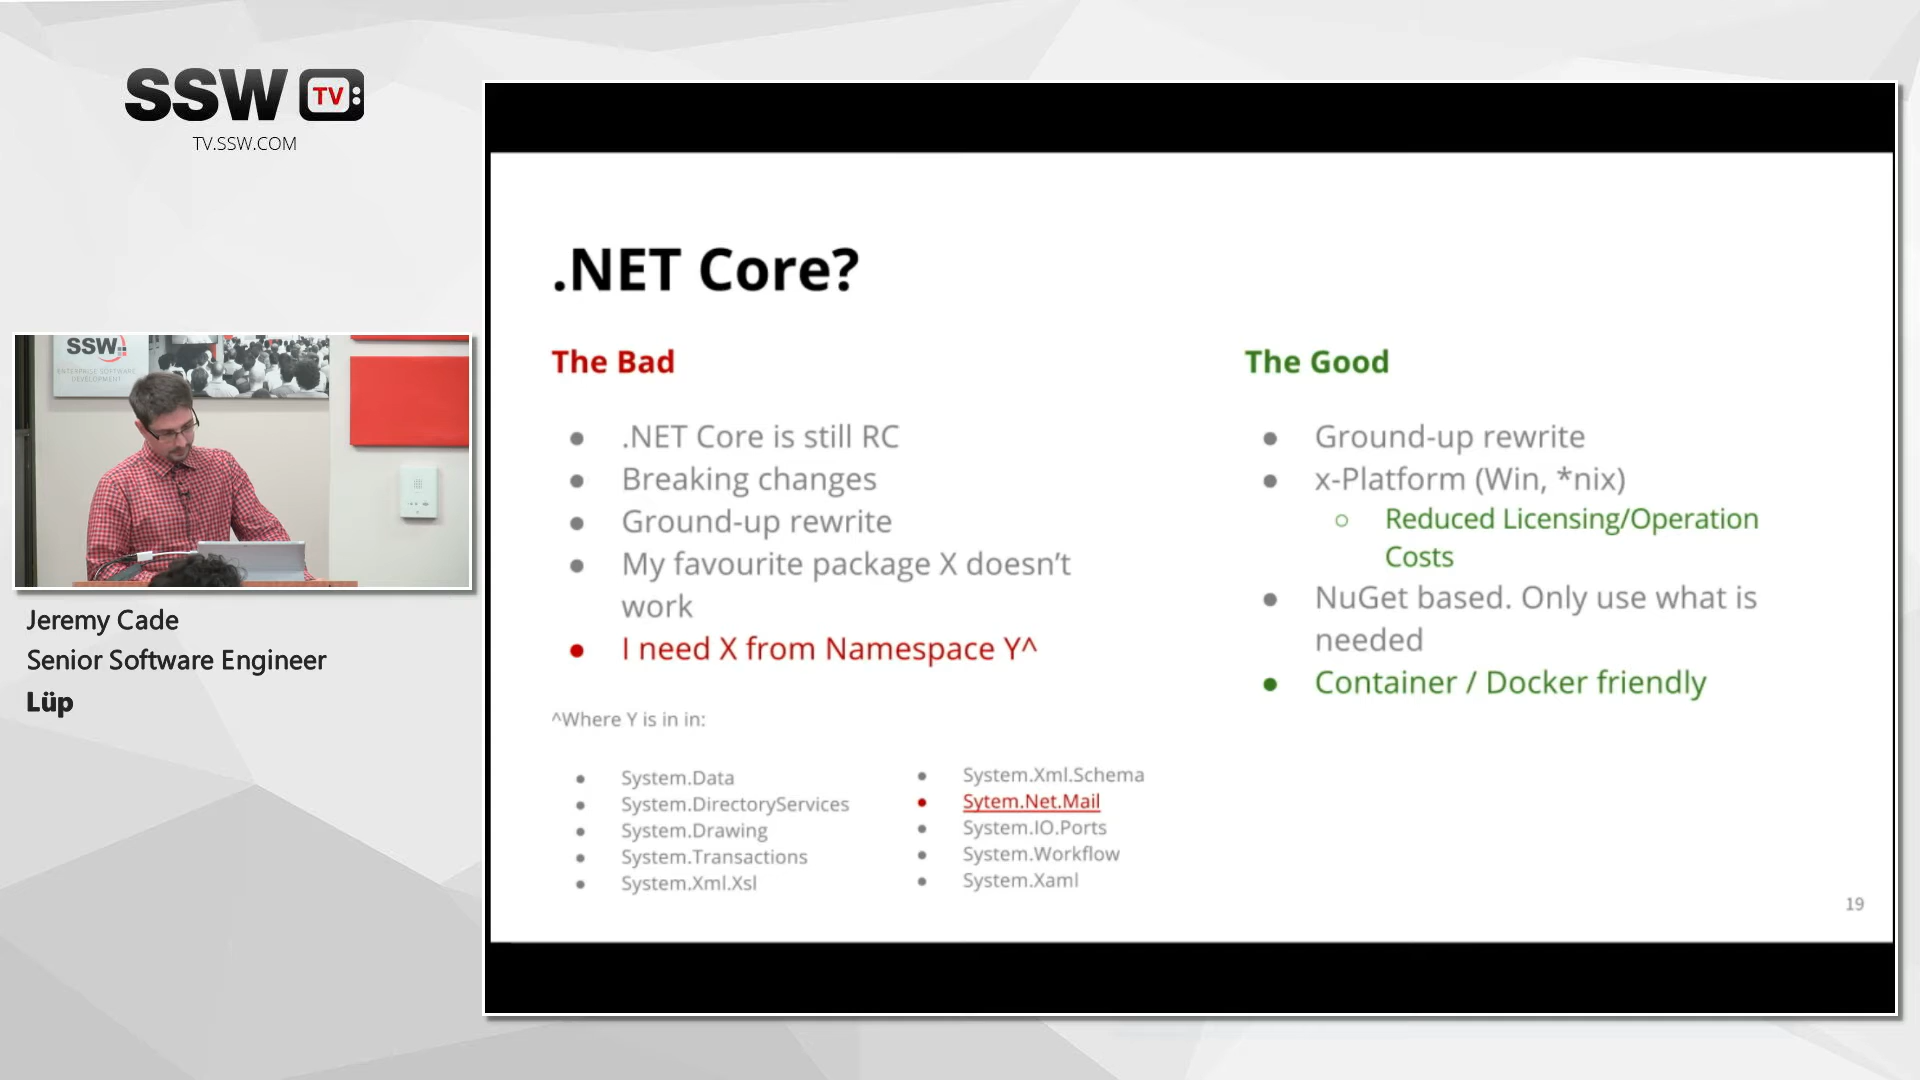 SSW TV:
TV.SSW.COM
SSW
ENTERPRISE SOFTWARE
DEVELOPMENT
Jeremy Cade
Senior Software Engineer
Lüp
.NET Core?
The Bad
.NET Core is still RC
Breaking changes
Ground-up rewrite
My favourite package X doesn’t
work
I need X from Namespace Y^
^Where Y is in in:
System.Data
System.DirectoryServices
System.Drawing
System.Transactions
System.Xml.Xsl
System.Xml.Schema
Sytem.Net.Mail
System.IO.Ports
System.Workflow
System.Xaml
The Good
Ground-up rewrite
x-Platform (Win, *nix)
Reduced Licensing/Operation
Costs
NuGet based. Only use what is
needed
Container / Docker friendly
19